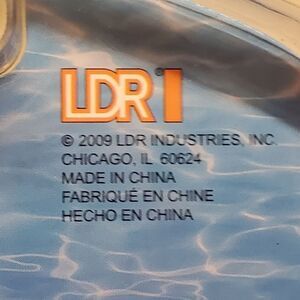 LDR®
© 2009 LDR INDUSTRIES, INC.
CHICAGO, IL 60624
MADE IN CHINA
FABRIQUÉ EN CHINE
HECHO EN CHINA